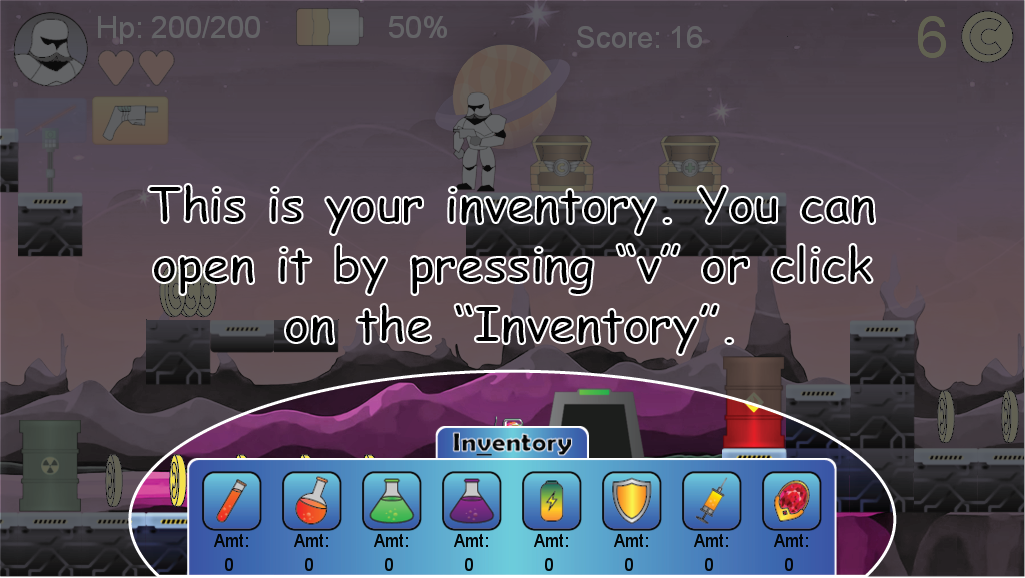 Hp: 200/200 50% Score: 16 6 C
This is your inventory. You can
open it by pressing “v” or click
on the “Inventory”.
Inventory
Amt: Amt: Amt: Amt: Amt: Amt: Amt: Amt:
0 0 0 0 0 0 0 0